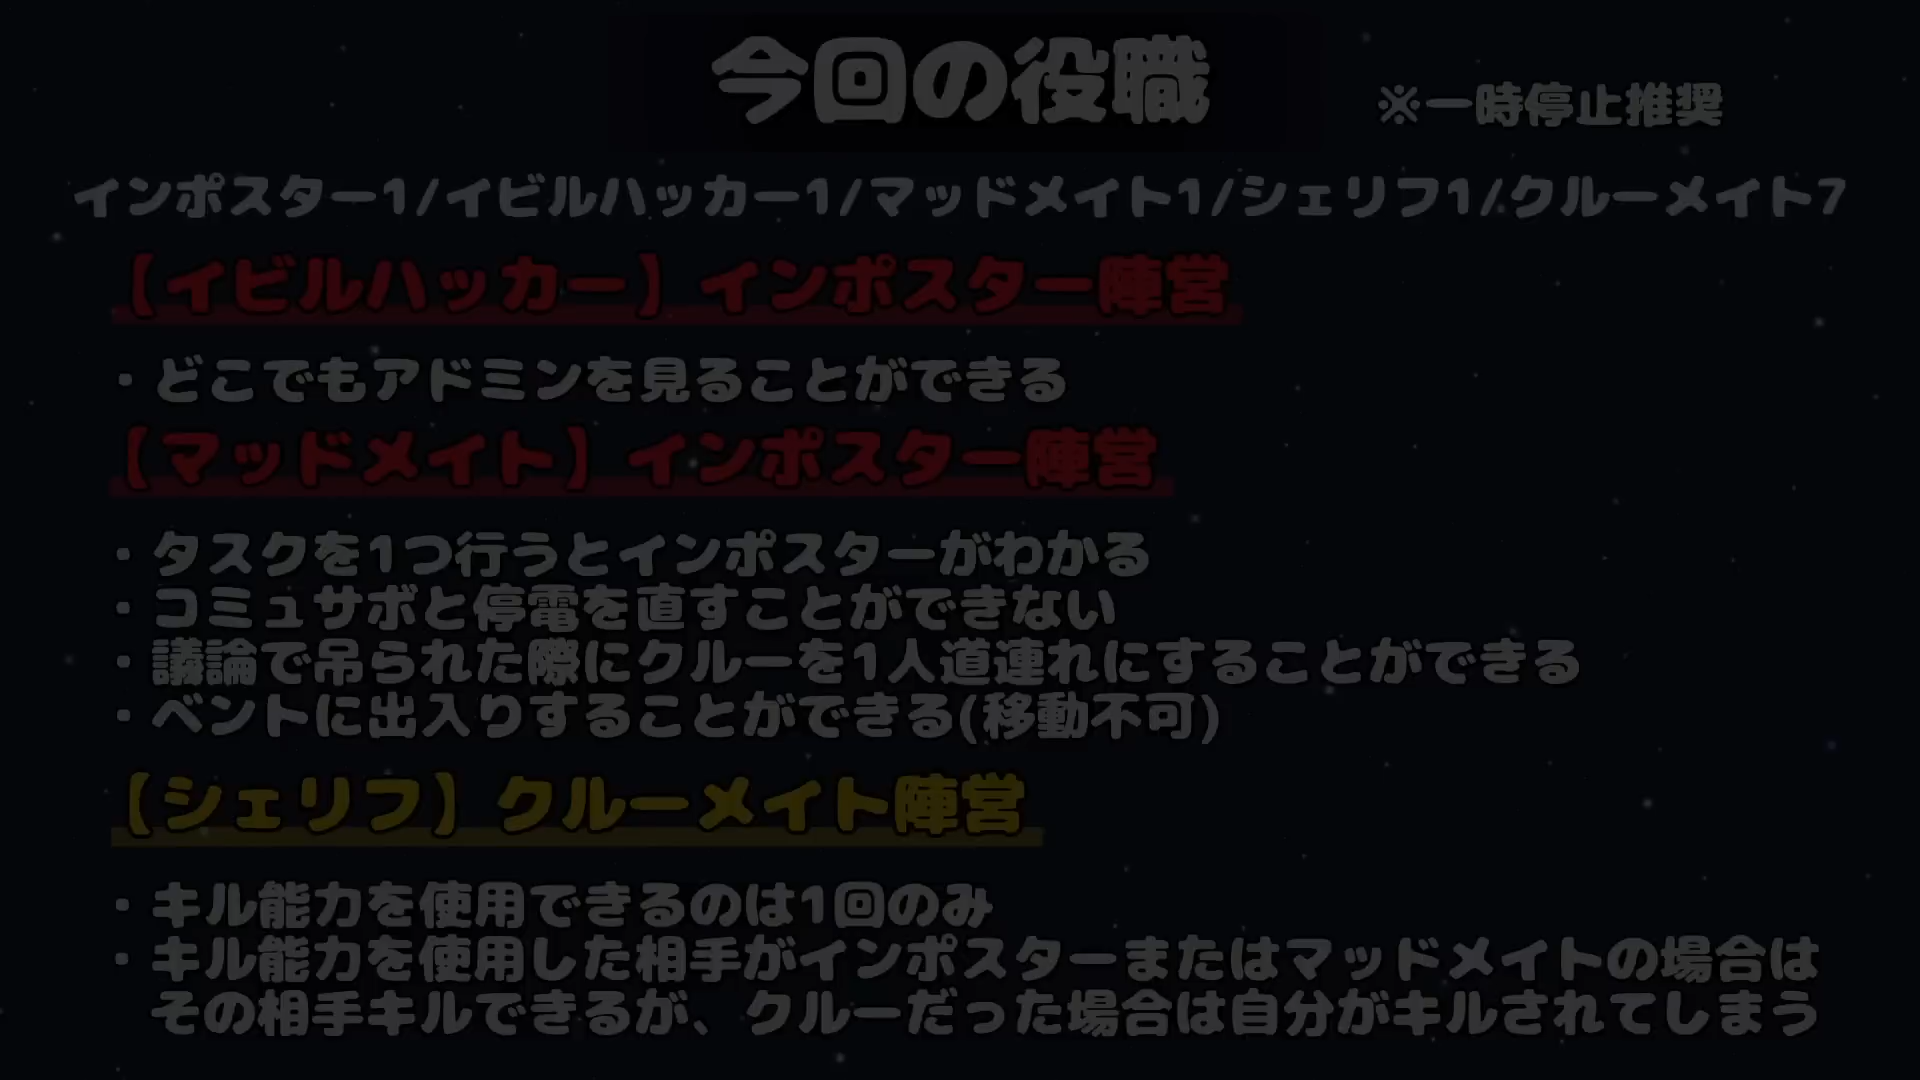 今回の役職
※一時停止推奨
インポスター1/イビルハッカー1/マッドメイト1/シェリフ1/クルーメイト7
【イビルハッカー】インポスター陣営
・どこでもアドミンを見ることができる
【マッドメイト】インポスター陣営
・タスクを1つ行うとインポスターがわかる
・コミュサボと停電を直すことができない
・議論で吊られた際にクルーを1人道連れにすることができる
・ベントに出入りすることができる(移動不可)
【シェリフ】クルーメイト陣営
・キル能力を使用できるのは1回のみ
・キル能力を使用した相手がインポスターまたはマッドメイトの場合は
その相手キルできるが、クルーだった場合は自分がキルされてしまう